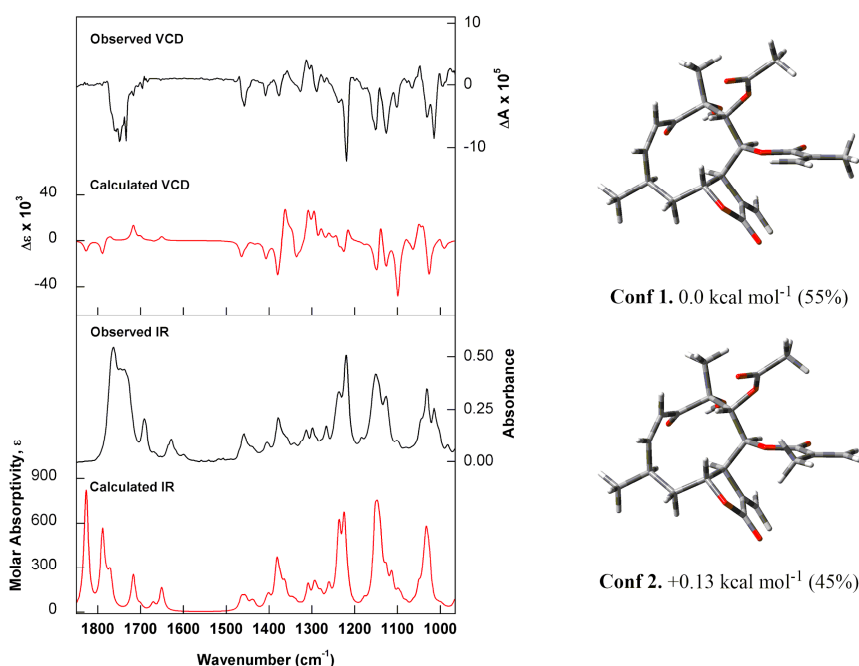 Observed VCD
10
0
-10
ΔA x 10⁵
Calculated VCD
40
0
-40
Δε x 10³
Observed IR
0.50
0.25
0.00
Absorbance
Calculated IR
900
600
300
0
Molar Absorptivity, ε
1800 1700 1600 1500 1400 1300 1200 1100 1000
Wavenumber (cm⁻¹)
Conf 1. 0.0 kcal mol⁻¹ (55%)
Conf 2. +0.13 kcal mol⁻¹ (45%)